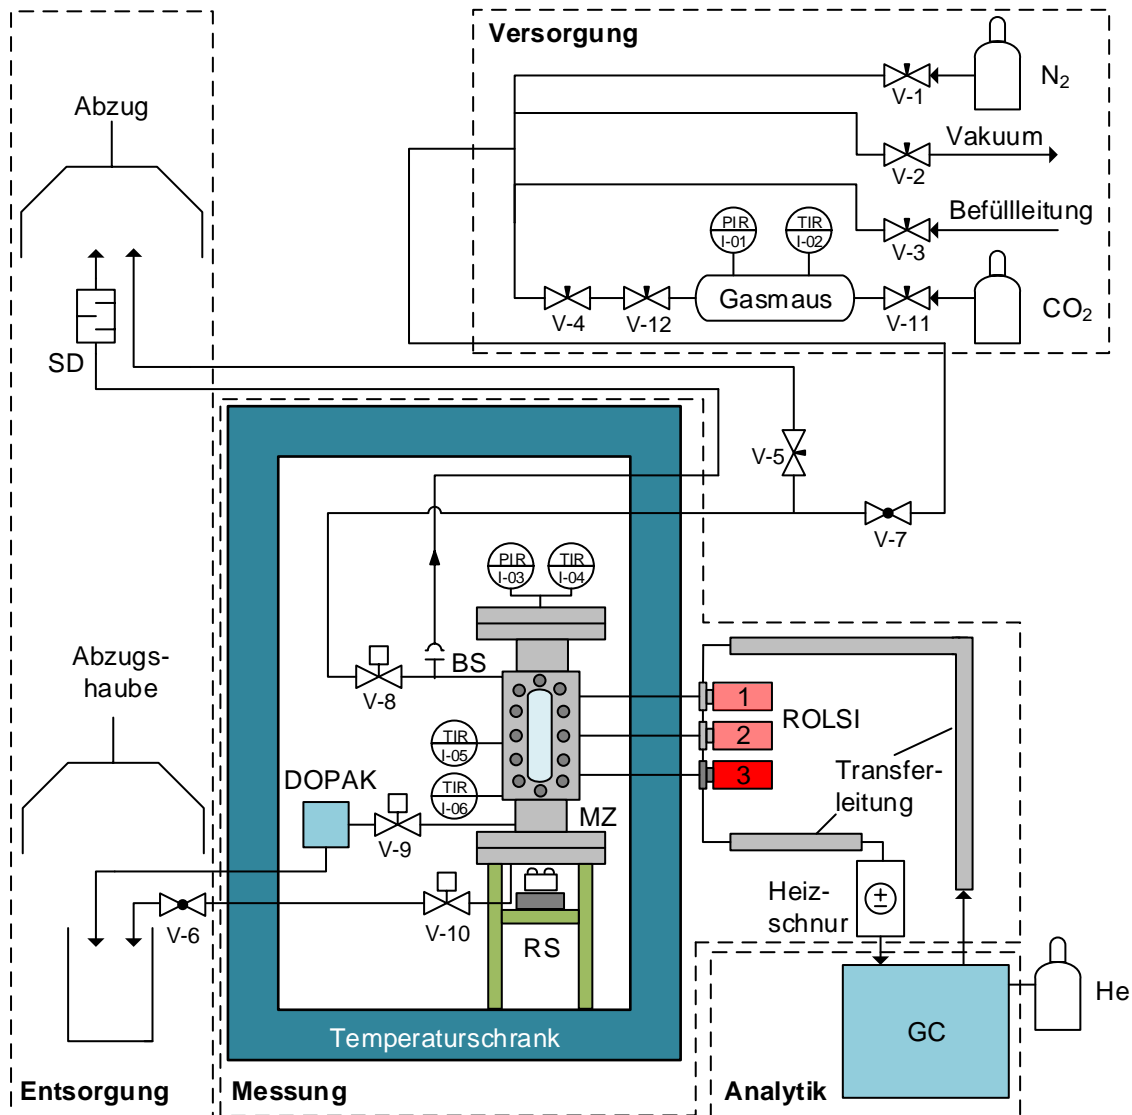 Versorgung
N2
V-1
Abzug
Vakuum
V-2
Befüllleitung
V-3
PIR
I-01
TIR
I-02
Gasmaus
V-4
V-12
V-11
CO2
SD
V-5
V-7
PIR
I-03
TIR
I-04
Abzugs-
haube
BS
V-8
1
ROLSI
2
TIR
I-05
3
Transfer-
leitung
DOPAK
TIR
I-06
MZ
V-9
Heiz-
schnur
±
V-6
V-10
RS
He
GC
Temperaturschrank
Entsorgung
Messung
Analytik